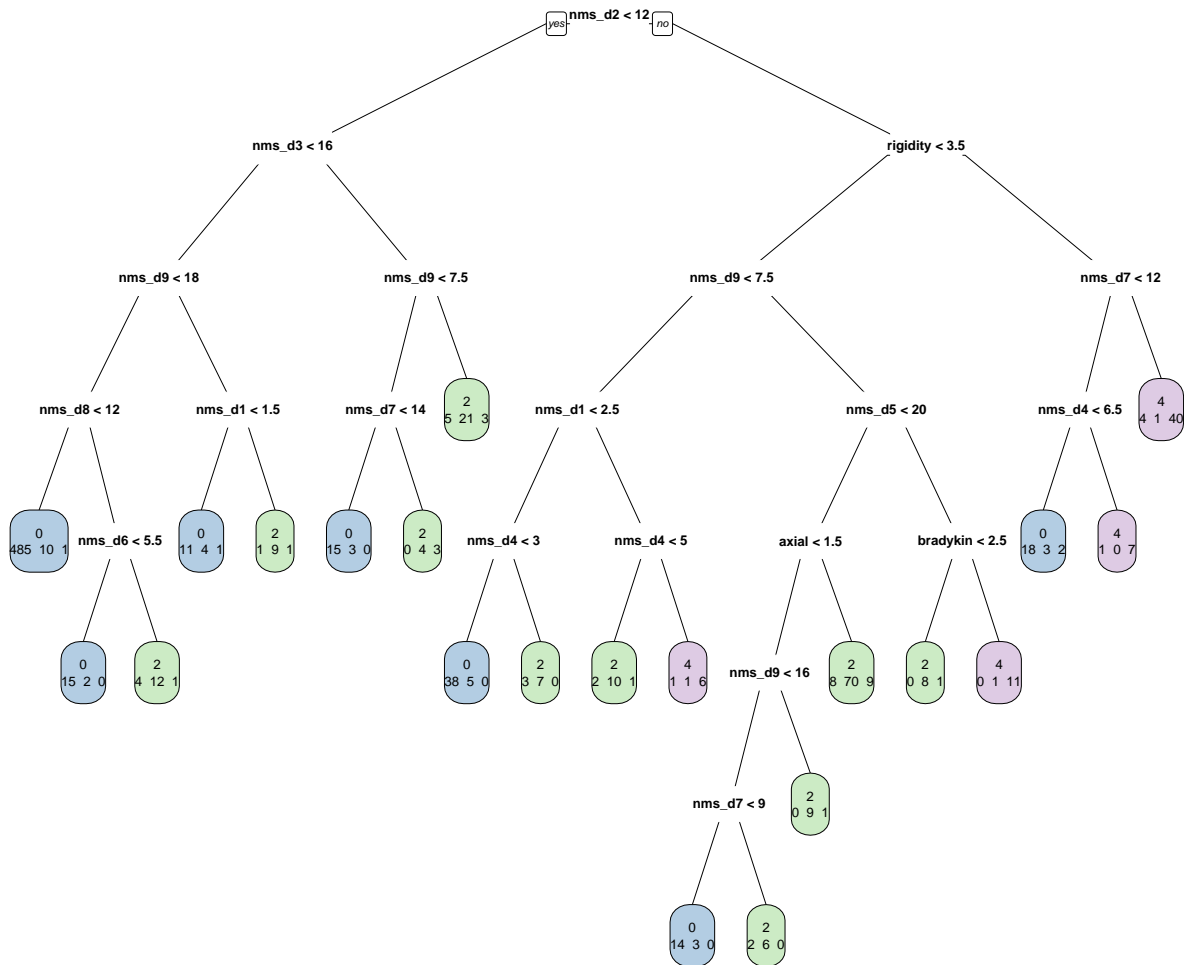 nms_d2 < 12
yes
no
nms_d3 < 16
rigidity < 3.5
nms_d9 < 18
nms_d9 < 7.5
nms_d9 < 7.5
nms_d7 < 12
nms_d8 < 12
nms_d1 < 1.5
nms_d7 < 14
2
5 21 3
nms_d1 < 2.5
nms_d5 < 20
nms_d4 < 6.5
4
4 1 40
0
485 10 1
nms_d6 < 5.5
0
11 4 1
2
1 9 1
0
15 3 0
2
0 4 3
nms_d4 < 3
nms_d4 < 5
axial < 1.5
bradykin < 2.5
0
18 3 2
4
1 0 7
0
15 2 0
2
4 12 1
0
38 5 0
2
3 7 0
2
2 10 1
4
1 1 6
nms_d9 < 16
2
8 70 9
2
0 8 1
4
0 1 11
nms_d7 < 9
2
0 9 1
0
14 3 0
2
2 6 0